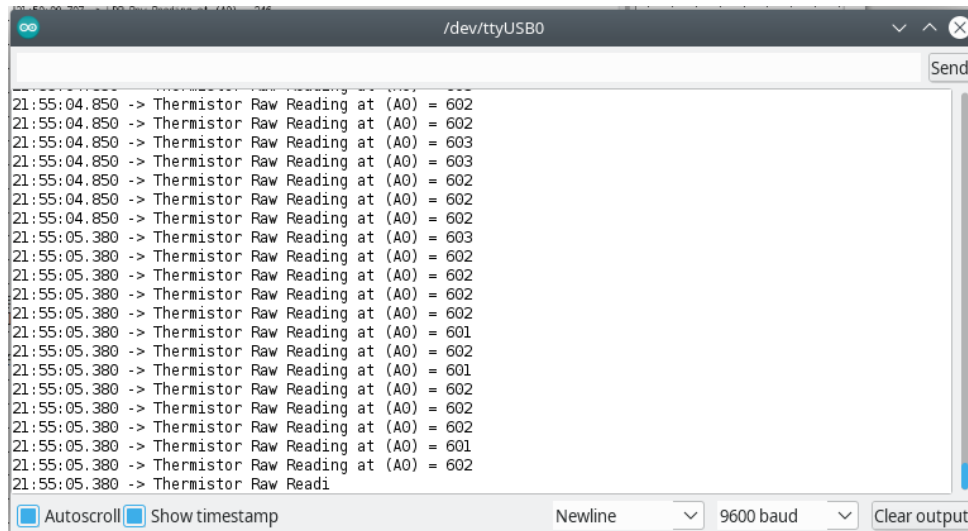 /dev/ttyUSB0
Send
21:55:04.850 -> Thermistor Raw Reading at (A0) = 602
21:55:04.850 -> Thermistor Raw Reading at (A0) = 602
21:55:04.850 -> Thermistor Raw Reading at (A0) = 603
21:55:04.850 -> Thermistor Raw Reading at (A0) = 603
21:55:04.850 -> Thermistor Raw Reading at (A0) = 602
21:55:04.850 -> Thermistor Raw Reading at (A0) = 602
21:55:04.850 -> Thermistor Raw Reading at (A0) = 602
21:55:05.380 -> Thermistor Raw Reading at (A0) = 603
21:55:05.380 -> Thermistor Raw Reading at (A0) = 602
21:55:05.380 -> Thermistor Raw Reading at (A0) = 602
21:55:05.380 -> Thermistor Raw Reading at (A0) = 602
21:55:05.380 -> Thermistor Raw Reading at (A0) = 602
21:55:05.380 -> Thermistor Raw Reading at (A0) = 601
21:55:05.380 -> Thermistor Raw Reading at (A0) = 602
21:55:05.380 -> Thermistor Raw Reading at (A0) = 601
21:55:05.380 -> Thermistor Raw Reading at (A0) = 602
21:55:05.380 -> Thermistor Raw Reading at (A0) = 602
21:55:05.380 -> Thermistor Raw Reading at (A0) = 602
21:55:05.380 -> Thermistor Raw Reading at (A0) = 601
21:55:05.380 -> Thermistor Raw Reading at (A0) = 602
21:55:05.380 -> Thermistor Raw Readi
Autoscroll Show timestamp Newline 9600 baud Clear output